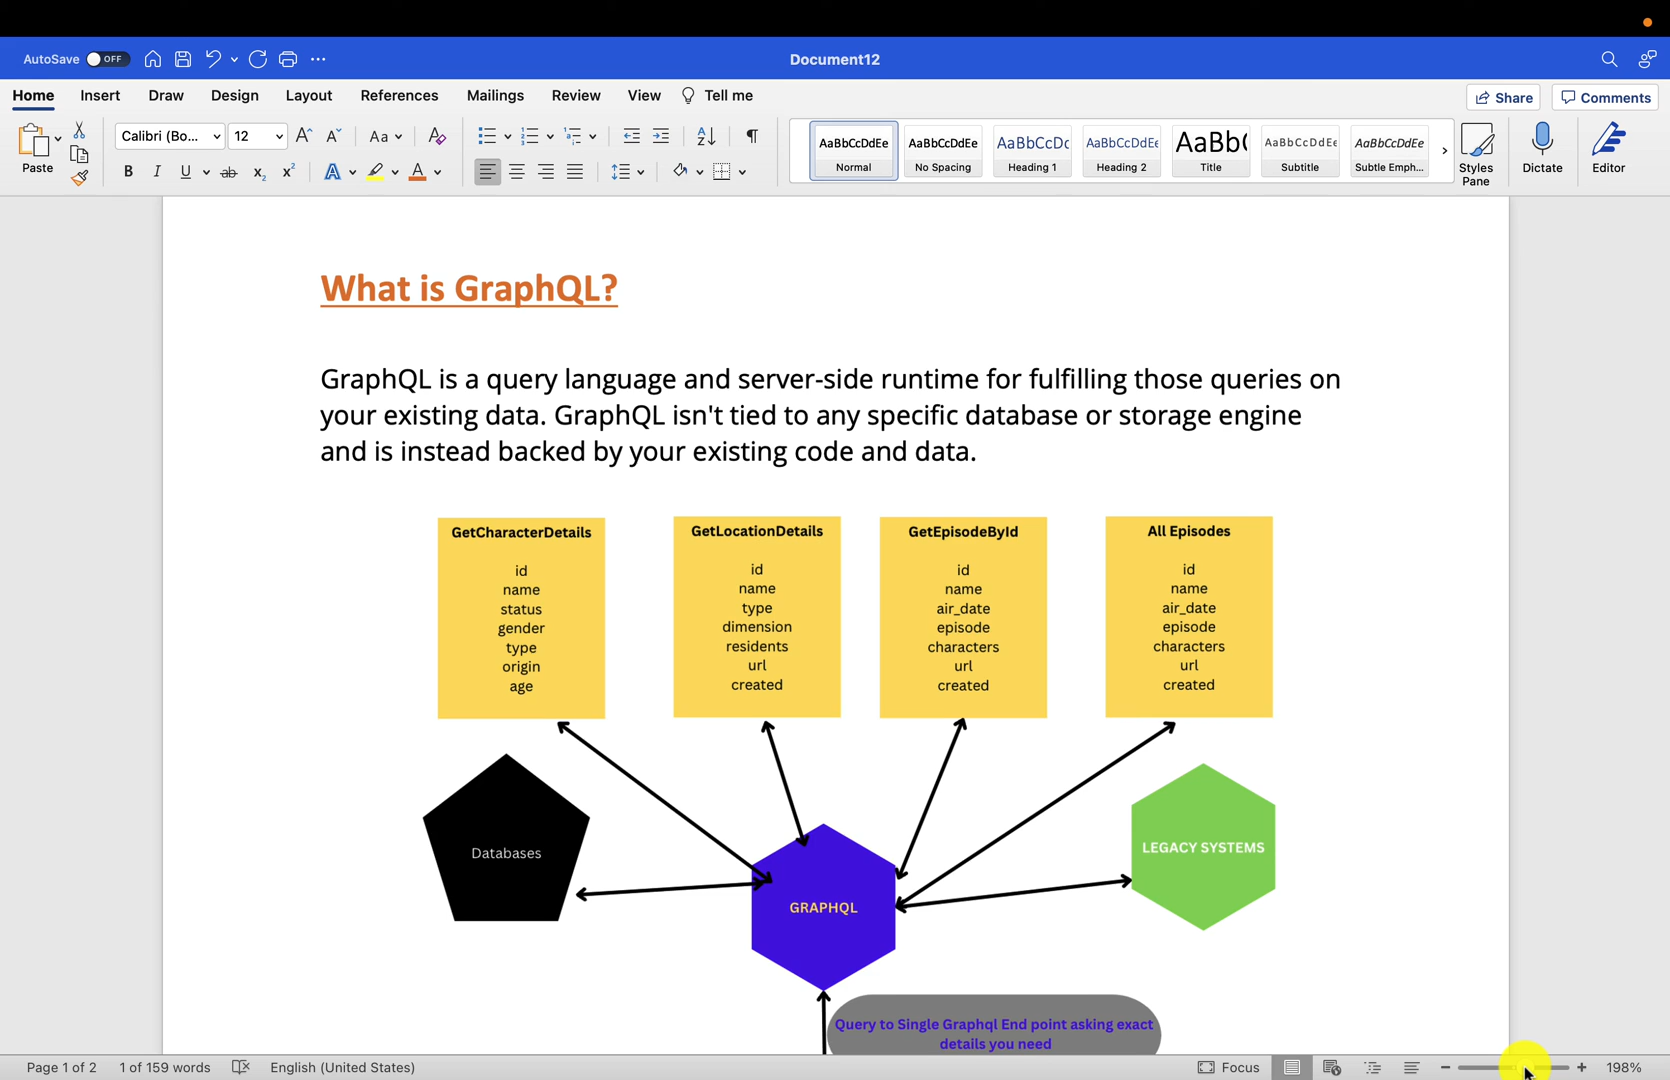 AutoSave OFF
Document12
Home Insert Draw Design Layout References Mailings Review View Tell me
Share Comments
Paste
Calibri (Bo... 12
AaBbCcDdEe
Normal
AaBbCcDdEe
No Spacing
AaBbCcDc
Heading 1
AaBbCcDdEe
Heading 2
AaBb(
Title
AaBbCcDdEe
Subtitle
AaBbCcDdEe
Subtle Emph...
Styles
Pane
Dictate
Editor
What is GraphQL?
GraphQL is a query language and server-side runtime for fulfilling those queries on
your existing data. GraphQL isn't tied to any specific database or storage engine
and is instead backed by your existing code and data.
GetCharacterDetails
id
name
status
gender
type
origin
age
GetLocationDetails
id
name
type
dimension
residents
url
created
GetEpisodeById
id
name
air_date
episode
characters
url
created
All Episodes
id
name
air_date
episode
characters
url
created
Databases
GRAPHQL
LEGACY SYSTEMS
Query to Single Graphql End point asking exact
details you need
Page 1 of 2 1 of 159 words English (United States) Focus 198%